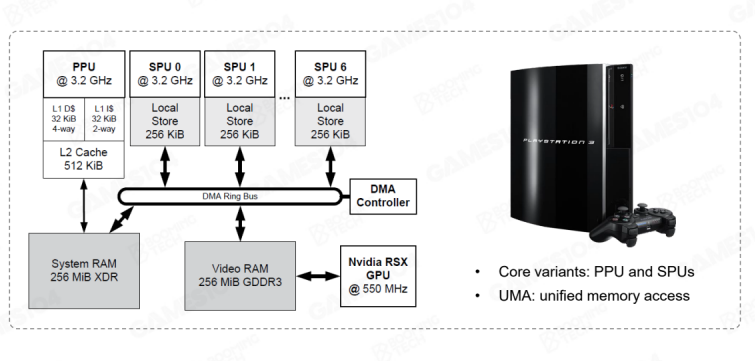 PPU
@ 3.2 GHz
SPU 0
@ 3.2 GHz
SPU 1
@ 3.2 GHz
...
SPU 6
@ 3.2 GHz
L1 D$
32 KiB
4-way
L1 I$
32 KiB
2-way
L2 Cache
512 KiB
Local
Store
256 KiB
Local
Store
256 KiB
Local
Store
256 KiB
DMA Ring Bus
DMA
Controller
System RAM
256 MiB XDR
Video RAM
256 MiB GDDR3
Nvidia RSX
GPU
@ 550 MHz
SONY
PLAYSTATION 3
• Core variants: PPU and SPUs
• UMA: unified memory access
GAMES104